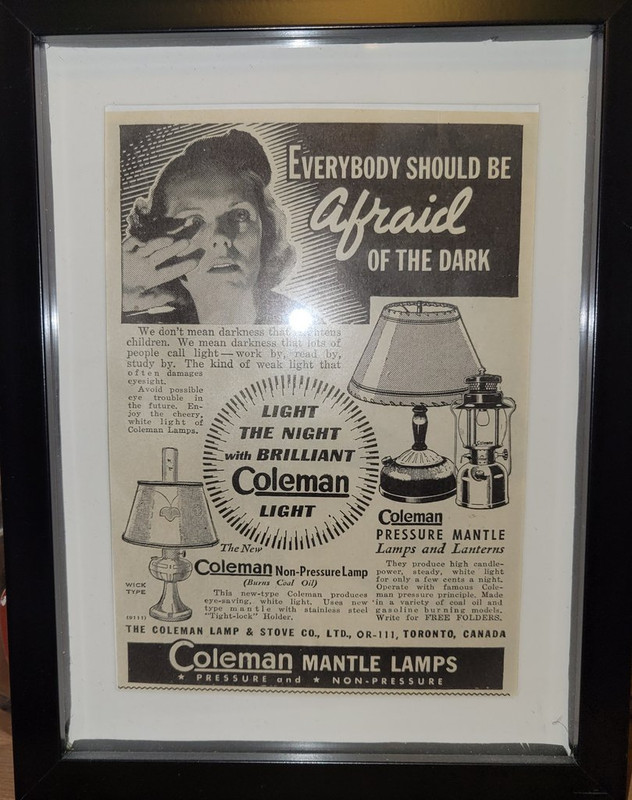 EVERYBODY SHOULD BE
Afraid
OF THE DARK
We don't mean darkness that frightens
children. We mean darkness that lots of
people call light — work by, read by,
study by. The kind of weak light that
often damages
eyesight.
Avoid possible
eye trouble in
the future. En-
joy the cheery,
white light of
Coleman Lamps.
LIGHT
THE NIGHT
with BRILLIANT
Coleman
LIGHT
Coleman
PRESSURE MANTLE
Lamps and Lanterns
They produce high candle-
power, steady, white light
for only a few cents a night.
Operate with famous Cole-
man pressure principle. Made
in a variety of coal oil and
gasoline burning models.
Write for FREE FOLDERS.
The New
Coleman Non-Pressure Lamp
(Burns Coal Oil)
This new-type Coleman produces
eye-saving, white light. Uses new
type mantle with stainless steel
"Tight-lock" Holder.
WICK
TYPE
THE COLEMAN LAMP & STOVE CO., LTD., OR-111, TORONTO, CANADA
Coleman MANTLE LAMPS
★ PRESSURE and ★ NON-PRESSURE